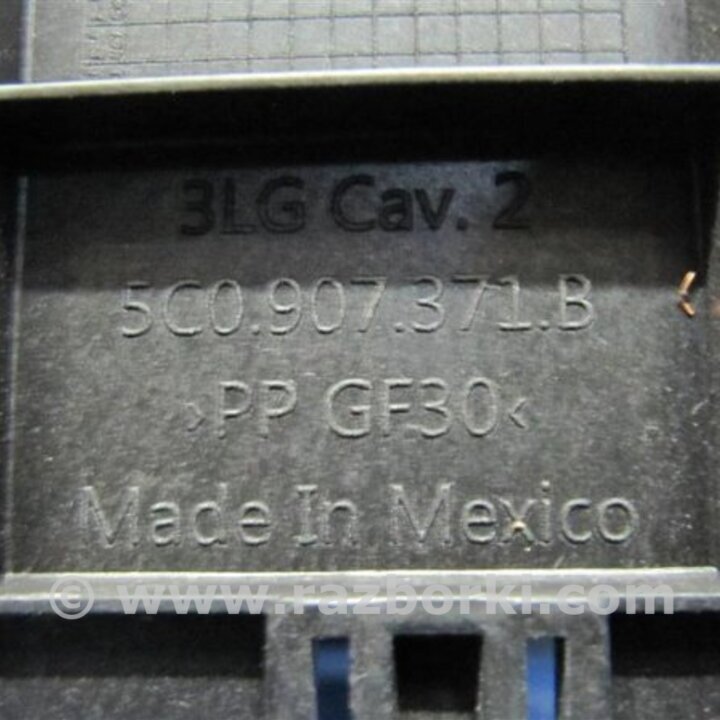 3LG Cav. 2
5C0.907.371.B
>PP GF30<
Made In Mexico
© www.razborki.com